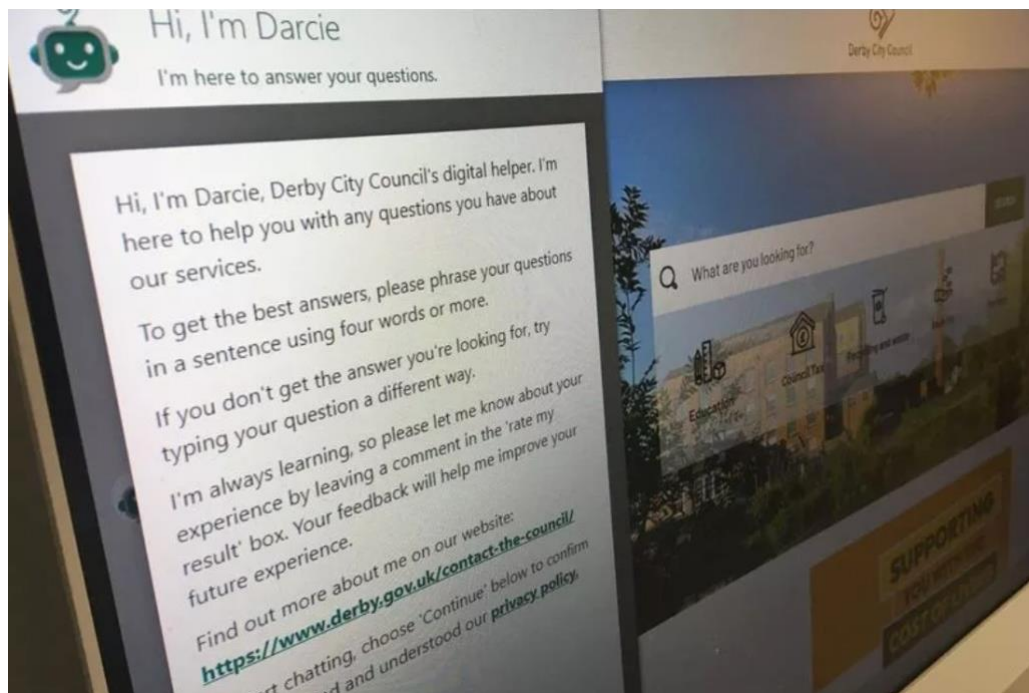 Hi, I'm Darcie
I'm here to answer your questions.
Hi, I'm Darcie, Derby City Council's digital helper. I'm
here to help you with any questions you have about
our services.
To get the best answers, please phrase your questions
in a sentence using four words or more.
If you don't get the answer you're looking for, try
typing your question a different way.
I'm always learning, so please let me know about your
experience by leaving a comment in the 'rate my
result' box. Your feedback will help me improve your
future experience.
Find out more about me on our website:
https://www.derby.gov.uk/contact-the-council/
chatting, choose 'Continue' below to confirm
and understood our privacy policy.
Derby City Council
SEARCH
What are you looking for?
Education
Council Tax
Recycling and waste
SUPPORTING
YOU WITH THE
COST OF